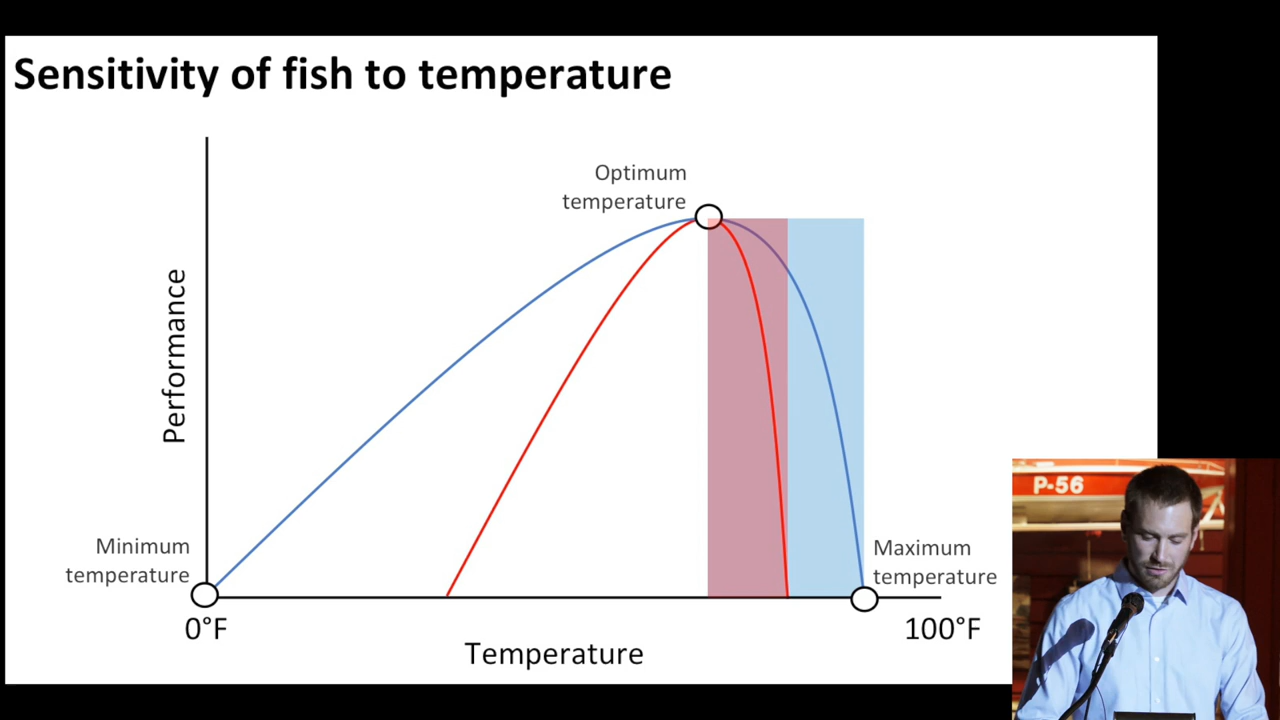 Sensitivity of fish to temperature
Optimum
temperature
Performance
Minimum
temperature
Maximum
temperature
0°F
100°F
Temperature
P-56